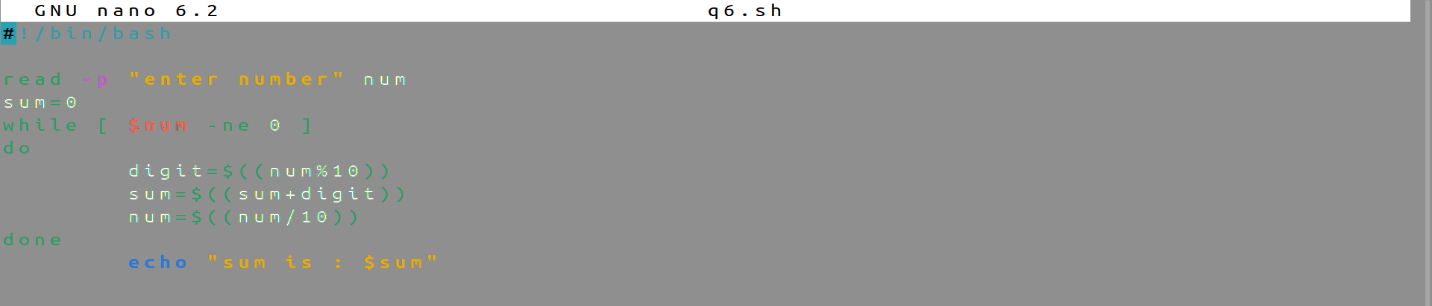 GNU nano 6.2 q6.sh
#!/bin/bash
read -p "enter number" num
sum=0
while [ $mum -ne 0 ]
do
digit=$((num%10))
sum=$((sum+digit))
num=$((num/10))
done
echo "sum is : $sum"